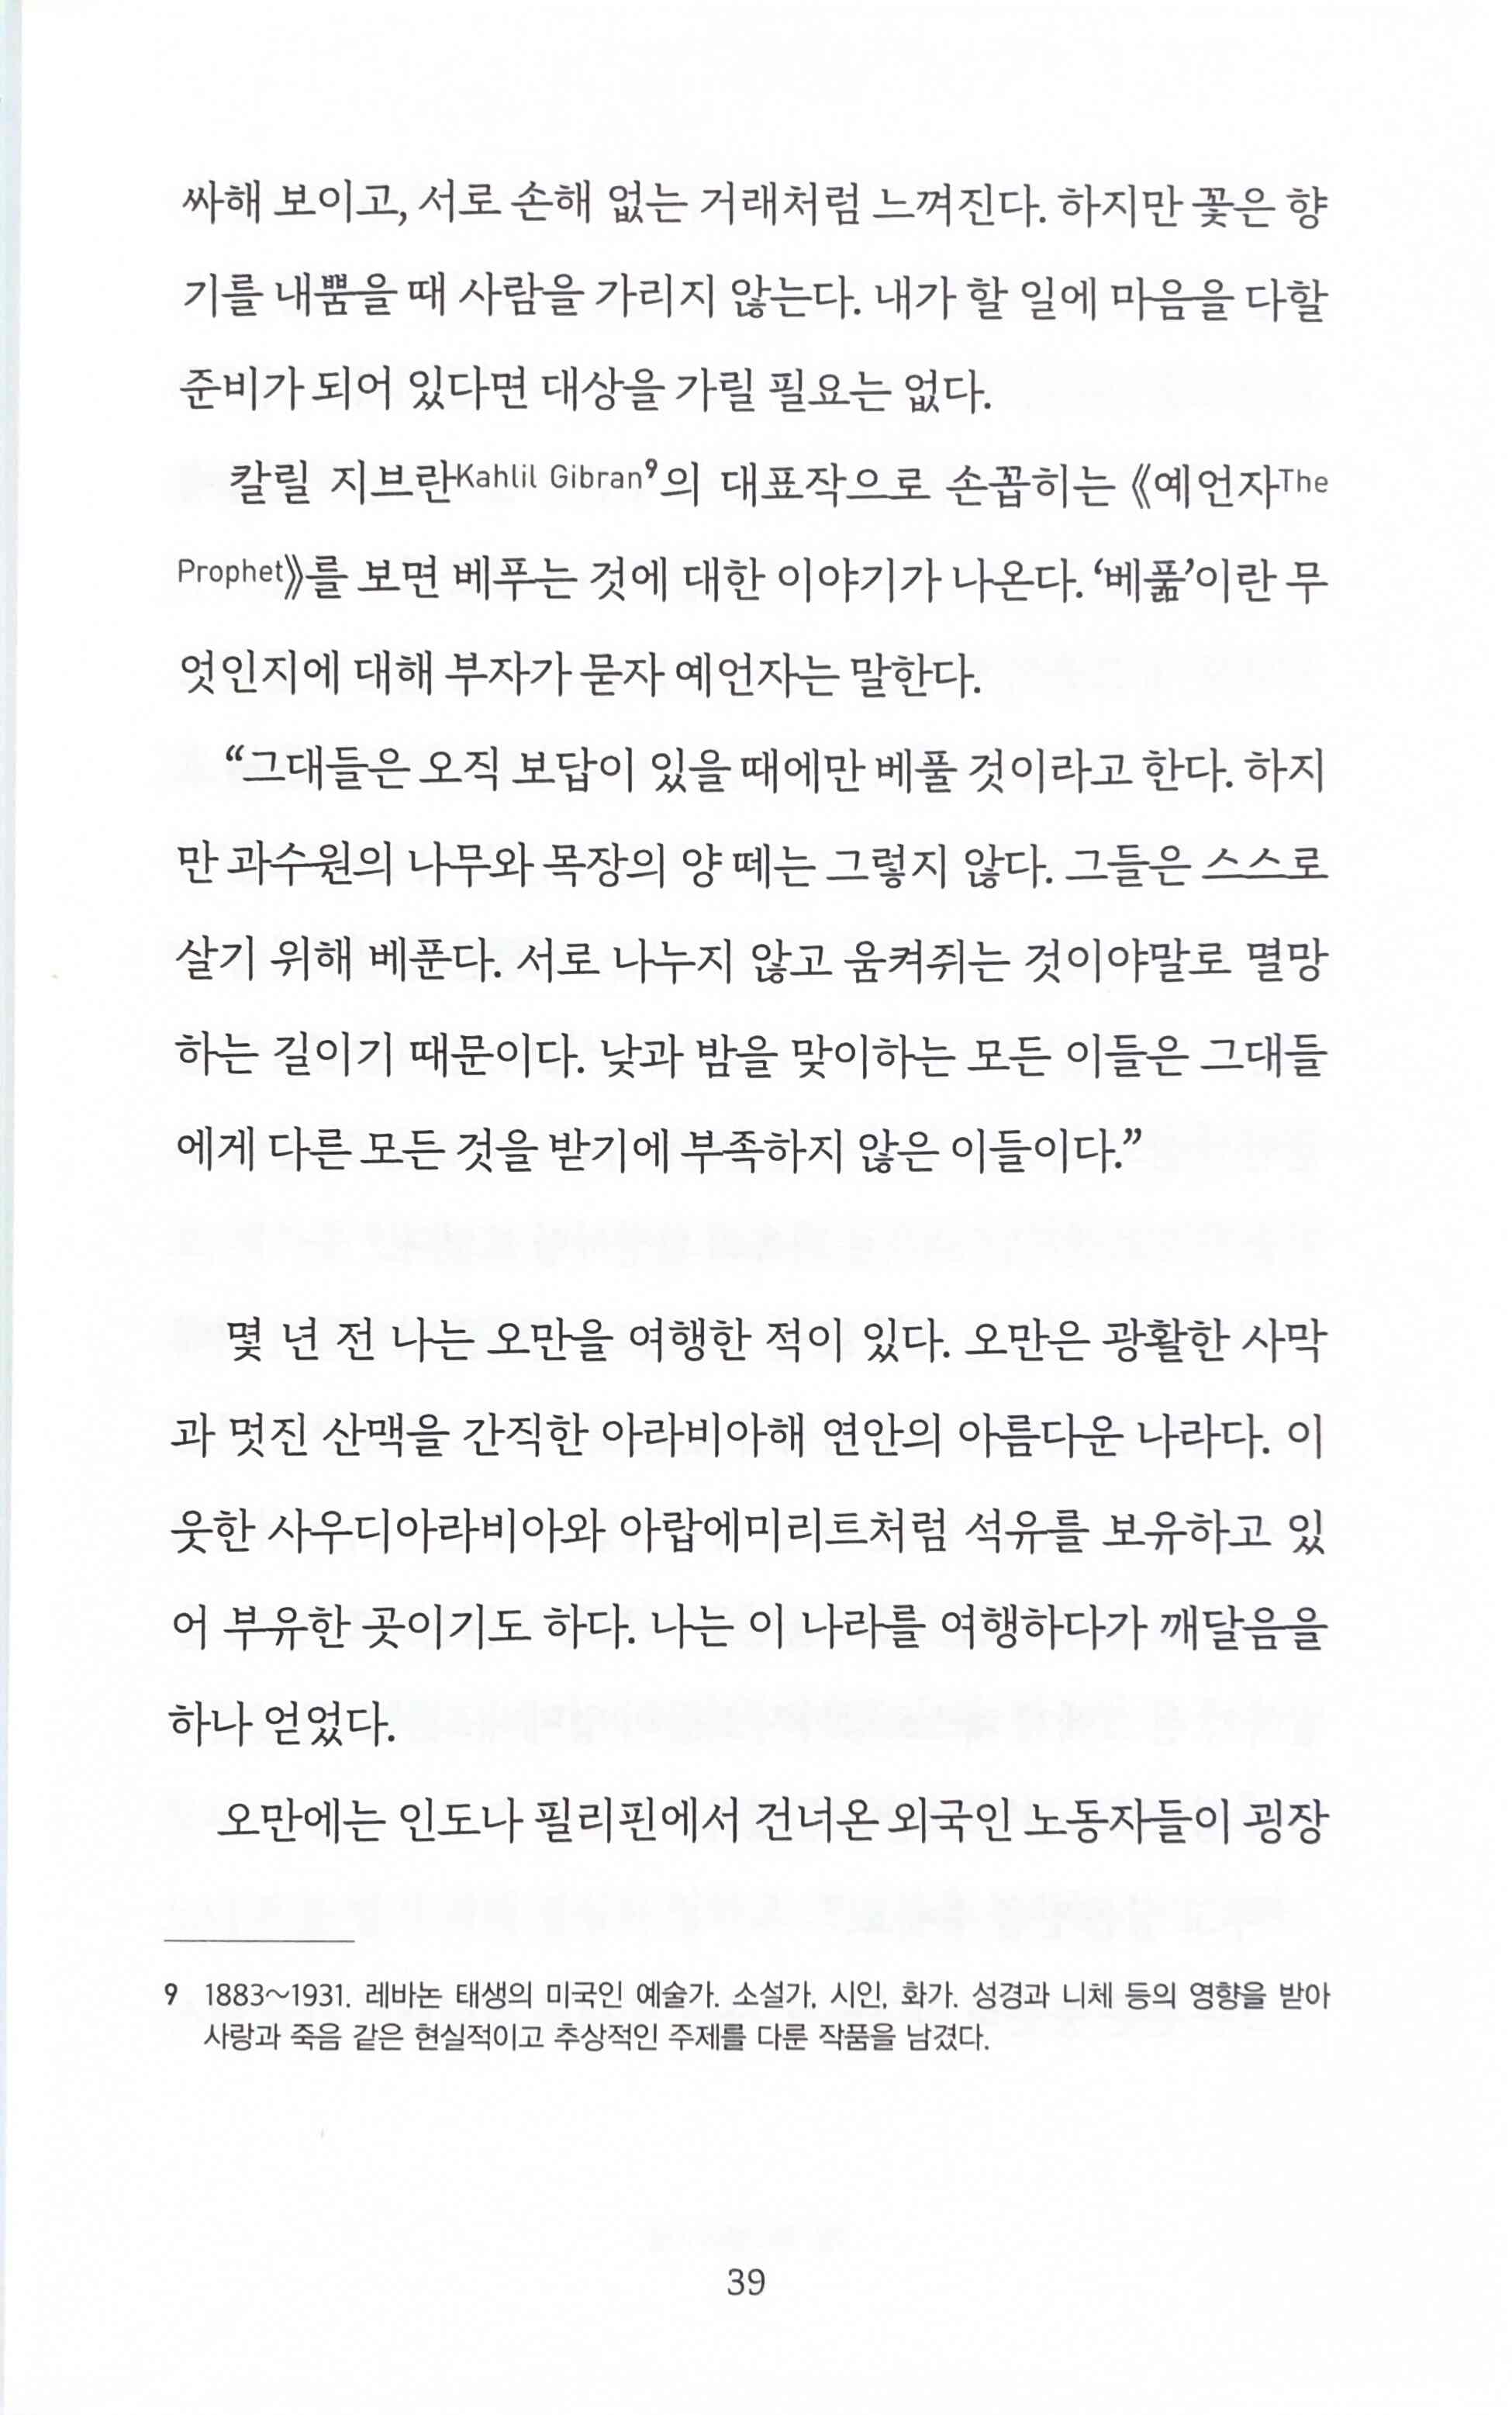 싸해 보이고, 서로 손해 없는 거래처럼 느껴진다. 하지만 꽃은 향
기를 내뿜을 때 사람을 가리지 않는다. 내가 할 일에 마음을 다할
준비가 되어 있다면 대상을 가릴 필요는 없다.
칼릴 지브란Kahlil Gibran⁹의 대표작으로 손꼽히는 《예언자The
Prophet》를 보면 베푸는 것에 대한 이야기가 나온다. ‘베풂’이란 무
엇인지에 대해 부자가 묻자 예언자는 말한다.
“그대들은 오직 보답이 있을 때에만 베풀 것이라고 한다. 하지
만 과수원의 나무와 목장의 양 떼는 그렇지 않다. 그들은 스스로
살기 위해 베푼다. 서로 나누지 않고 움켜쥐는 것이야말로 멸망
하는 길이기 때문이다. 낮과 밤을 맞이하는 모든 이들은 그대들
에게 다른 모든 것을 받기에 부족하지 않은 이들이다.”
몇 년 전 나는 오만을 여행한 적이 있다. 오만은 광활한 사막
과 멋진 산맥을 간직한 아라비아해 연안의 아름다운 나라다. 이
웃한 사우디아라비아와 아랍에미리트처럼 석유를 보유하고 있
어 부유한 곳이기도 하다. 나는 이 나라를 여행하다가 깨달음을
하나 얻었다.
오만에는 인도나 필리핀에서 건너온 외국인 노동자들이 굉장
9 1883~1931. 레바논 태생의 미국인 예술가. 소설가, 시인, 화가. 성경과 니체 등의 영향을 받아
사랑과 죽음 같은 현실적이고 추상적인 주제를 다룬 작품을 남겼다.
39